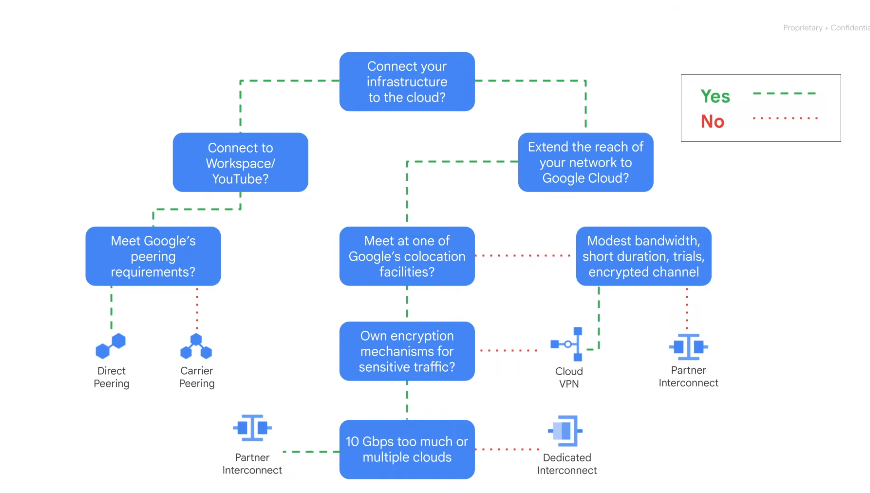 Proprietary + Confidentia
Connect your
infrastructure
to the cloud?
Yes
No
Connect to
Workspace/
YouTube?
Extend the reach of
your network to
Google Cloud?
Meet Google's
peering
requirements?
Meet at one of
Google's colocation
facilities?
Modest bandwidth,
short duration, trials,
encrypted channel
Own encryption
mechanisms for
sensitive traffic?
Direct
Peering
Carrier
Peering
Cloud
VPN
Partner
Interconnect
10 Gbps too much or
multiple clouds
Partner
Interconnect
Dedicated
Interconnect